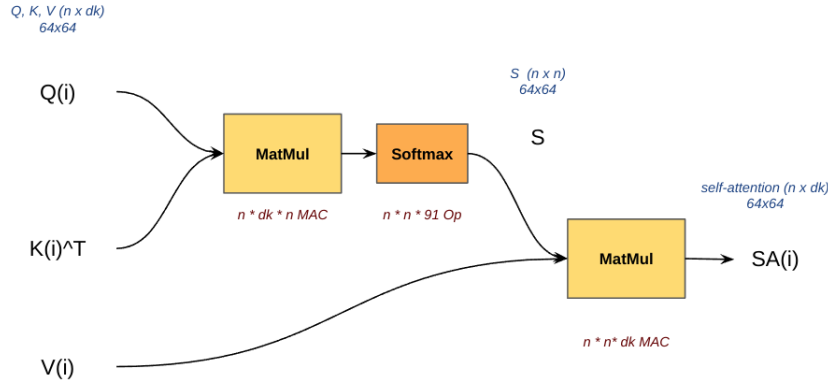 Q, K, V (n x dk)
64x64
Q(i)
S (n x n)
64x64
S
MatMul
Softmax
n * dk * n MAC
n * n * 91 Op
K(i)^T
self-attention (n x dk)
64x64
MatMul
SA(i)
n * n* dk MAC
V(i)